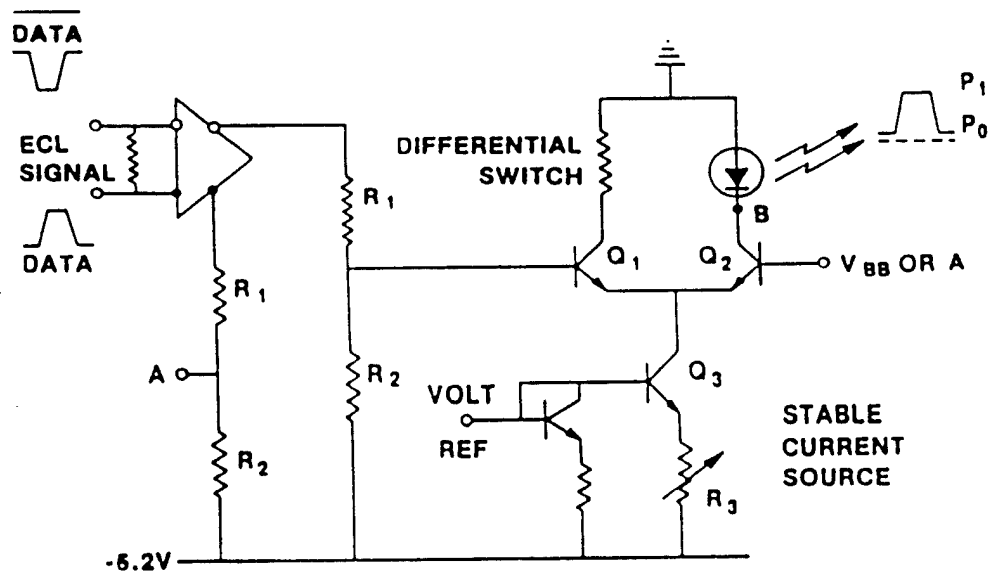 DATA
ECL
SIGNAL
DATA
R1
R2
A
R1
R2
-5.2V
DIFFERENTIAL
SWITCH
Q1
Q2
B
P1
P0
VBB OR A
VOLT
REF
Q3
R3
STABLE
CURRENT
SOURCE